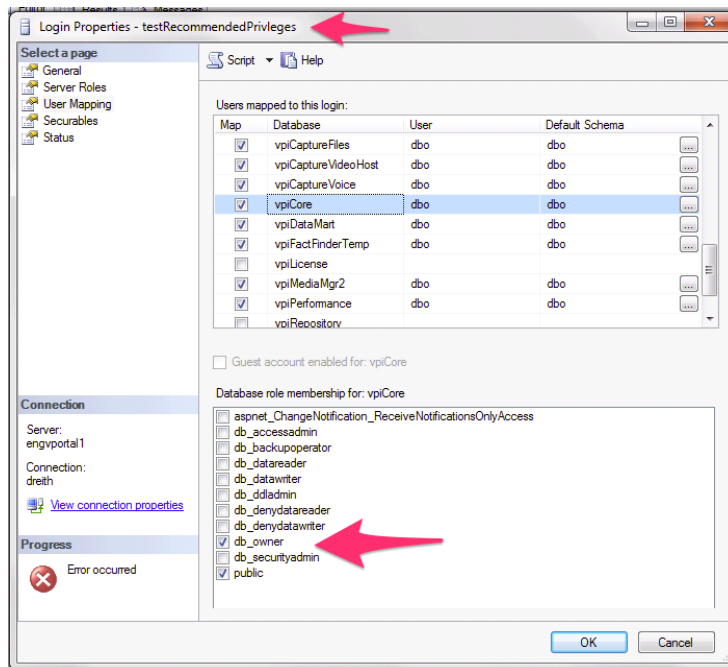 Editor Results Messages
Login Properties - testRecommendedPrivleges
Select a page
General
Server Roles
User Mapping
Securables
Status
Script Help
Users mapped to this login:
Map Database User Default Schema
vpiCaptureFiles dbo dbo ...
vpiCaptureVideoHost dbo dbo ...
vpiCaptureVoice dbo dbo ...
vpiCore dbo dbo ...
vpiDataMart dbo dbo ...
vpiFactFinderTemp dbo dbo ...
vpiLicense
vpiMediaMgr2 dbo dbo ...
vpiPerformance dbo dbo ...
vpiRepository
Guest account enabled for: vpiCore
Database role membership for: vpiCore
aspnet_ChangeNotification_ReceiveNotificationsOnlyAccess
db_accessadmin
db_backupoperator
db_datareader
db_datawriter
db_ddladmin
db_denydatareader
db_denydatawriter
db_owner
db_securityadmin
public
Connection
Server:
engvportal1
Connection:
dreith
View connection properties
Progress
Error occurred
OK Cancel